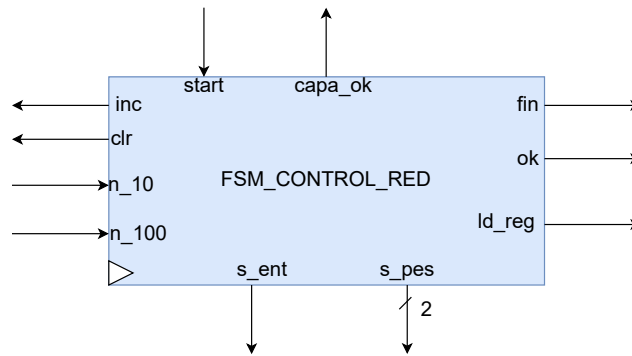 start capa_ok
inc fin
clr
ok
n_10 FSM_CONTROL_RED
n_100 ld_reg
s_ent s_pes
2